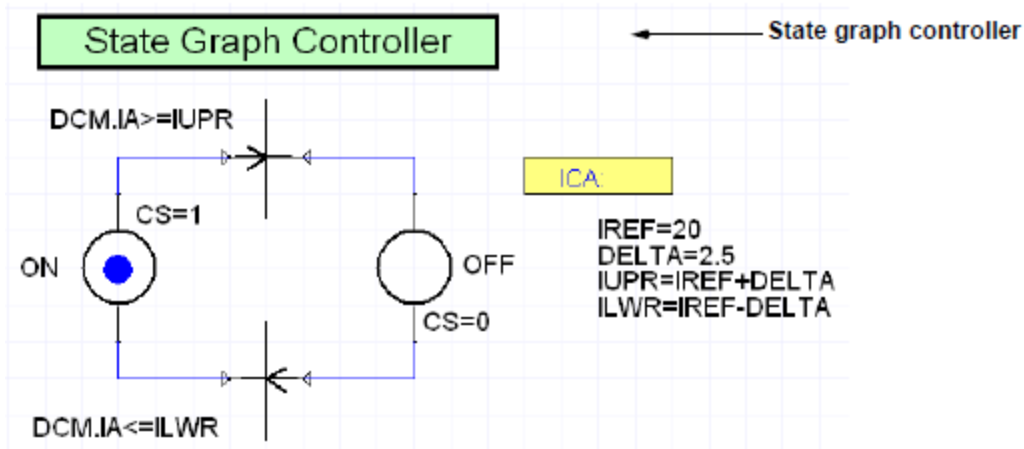 State Graph Controller
State graph controller
DCM.IA>=IUPR
ICA:
CS=1
IREF=20
DELTA=2.5
IUPR=IREF+DELTA
ILWR=IREF-DELTA
ON
OFF
CS=0
DCM.IA<=ILWR